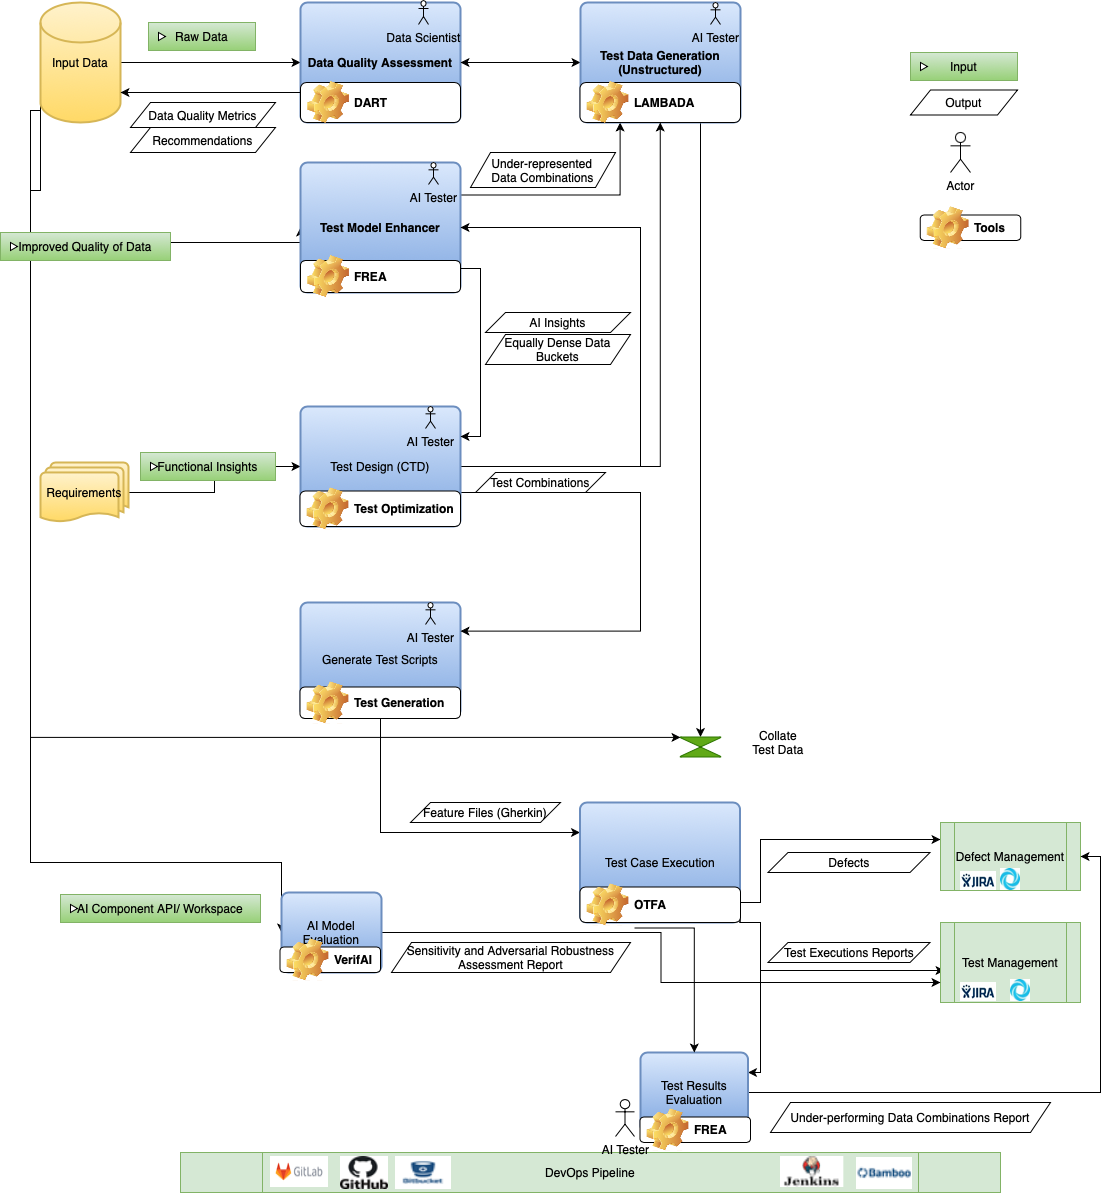 Input Data
Raw Data
Data Scientist
Data Quality Assessment
DART
AI Tester
Test Data Generation
(Unstructured)
LAMBADA
Input
Output
Actor
Tools
Data Quality Metrics
Recommendations
Under-represented
Data Combinations
AI Tester
Test Model Enhancer
FREA
Improved Quality of Data
AI Insights
Equally Dense Data
Buckets
AI Tester
Test Design (CTD)
Test Optimization
Functional Insights
Requirements
Test Combinations
AI Tester
Generate Test Scripts
Test Generation
Collate
Test Data
Feature Files (Gherkin)
Test Case Execution
OTFA
Defects
Defect Management
JIRA
AI Component API/ Workspace
AI Model
Evaluation
VerifAI
Sensitivity and Adversarial Robustness
Assessment Report
Test Executions Reports
Test Management
JIRA
Test Results
Evaluation
FREA
AI Tester
Under-performing Data Combinations Report
GitLab
GitHub
Bitbucket
DevOps Pipeline
Jenkins
Bamboo